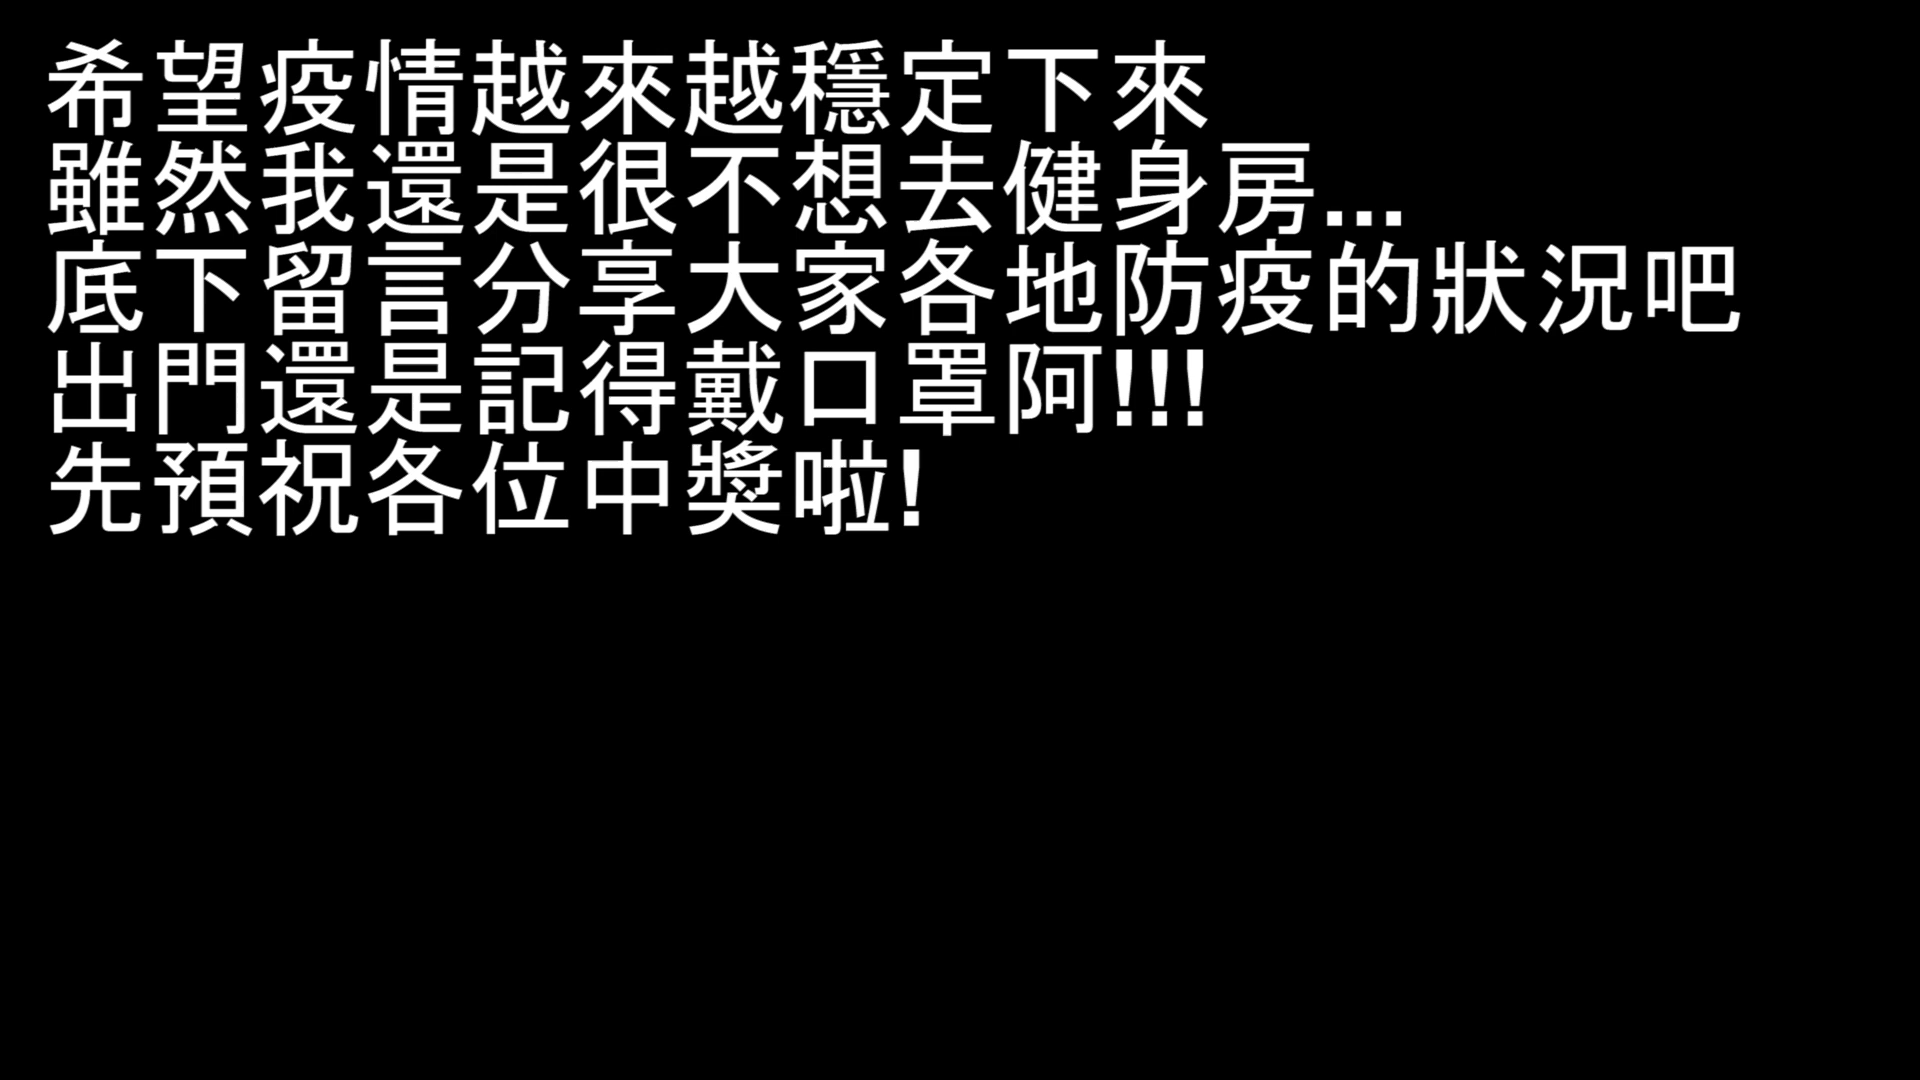 希望疫情越來越穩定下來
雖然我還是很不想去健身房...
底下留言分享大家各地防疫的狀況吧
出門還是記得戴口罩阿!!!
先預祝各位中獎啦!